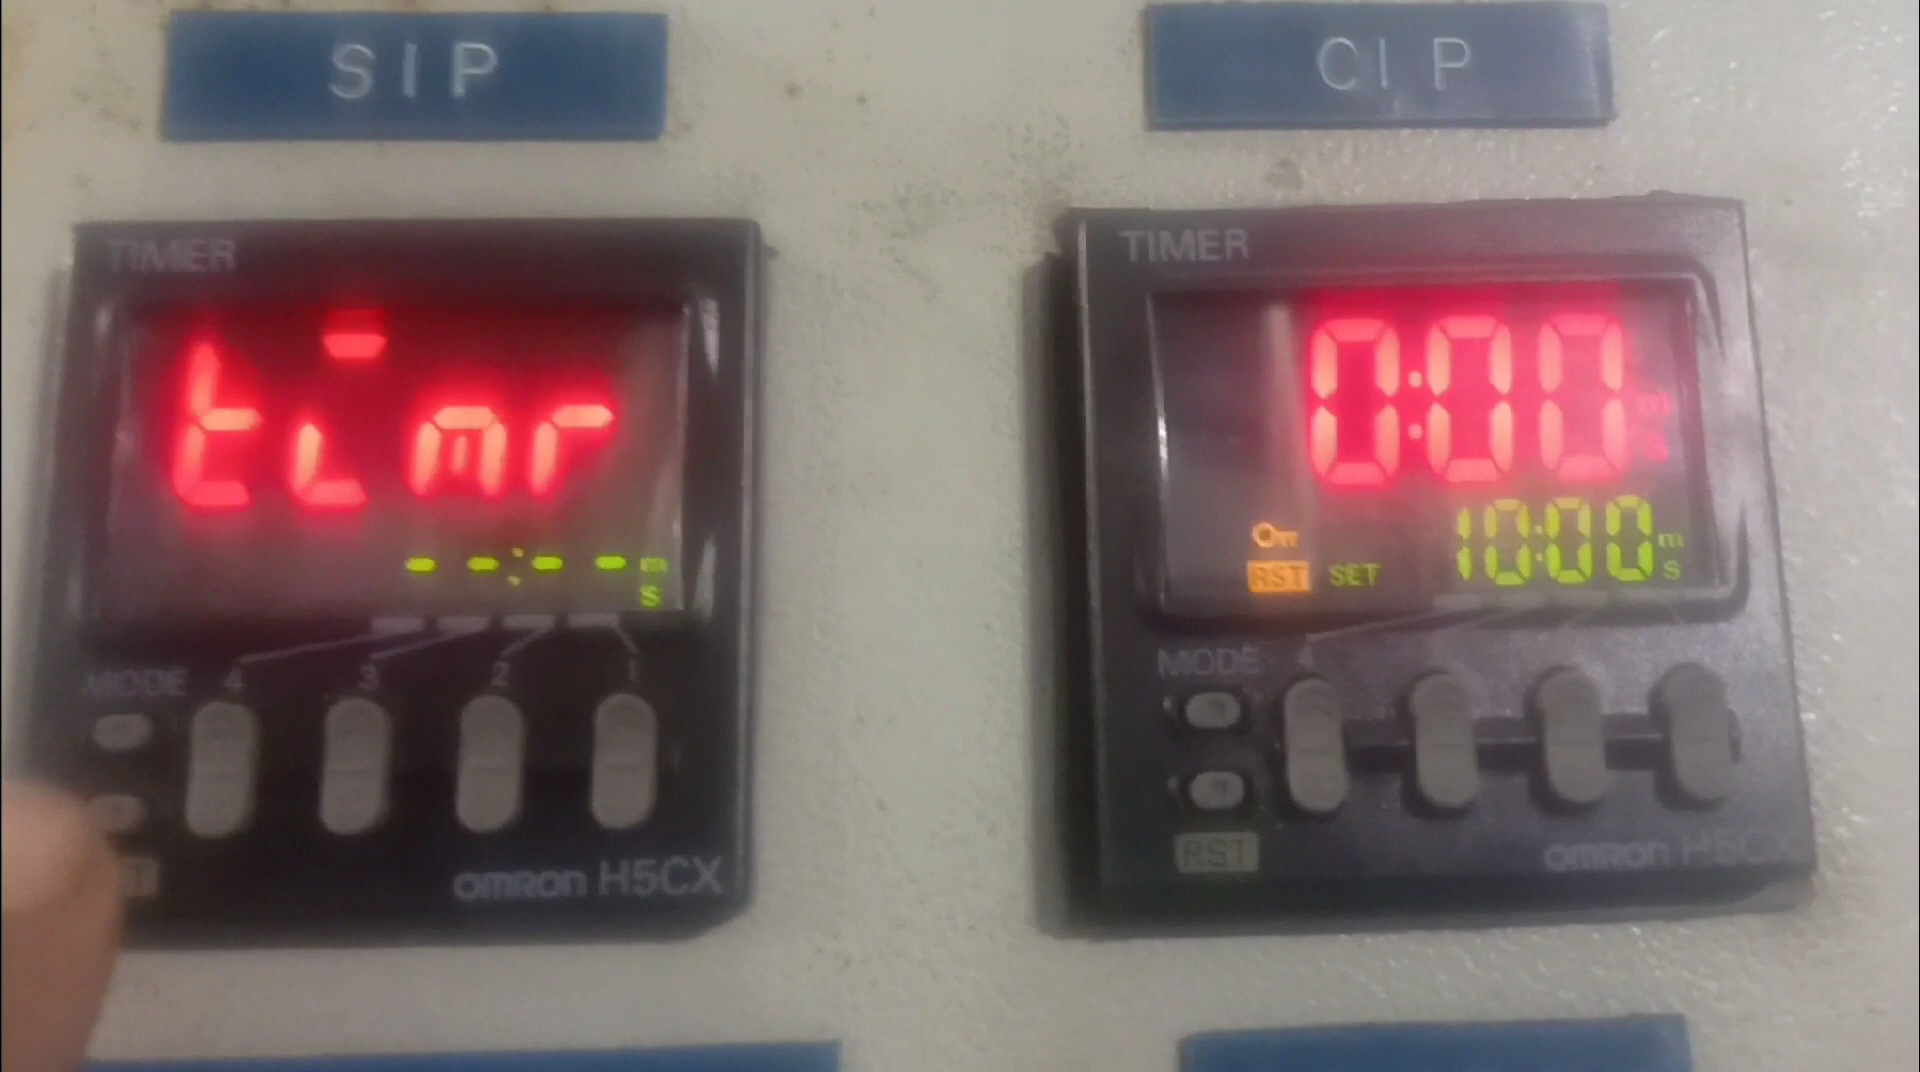 SIP
CIP
TIMER
timr
--:-- m
s
MODE 4 3 2 1
omron H5CX
TIMER
0:00 m
s
RST SET 10:00 m
s
MODE 4
RST
omron H5CX